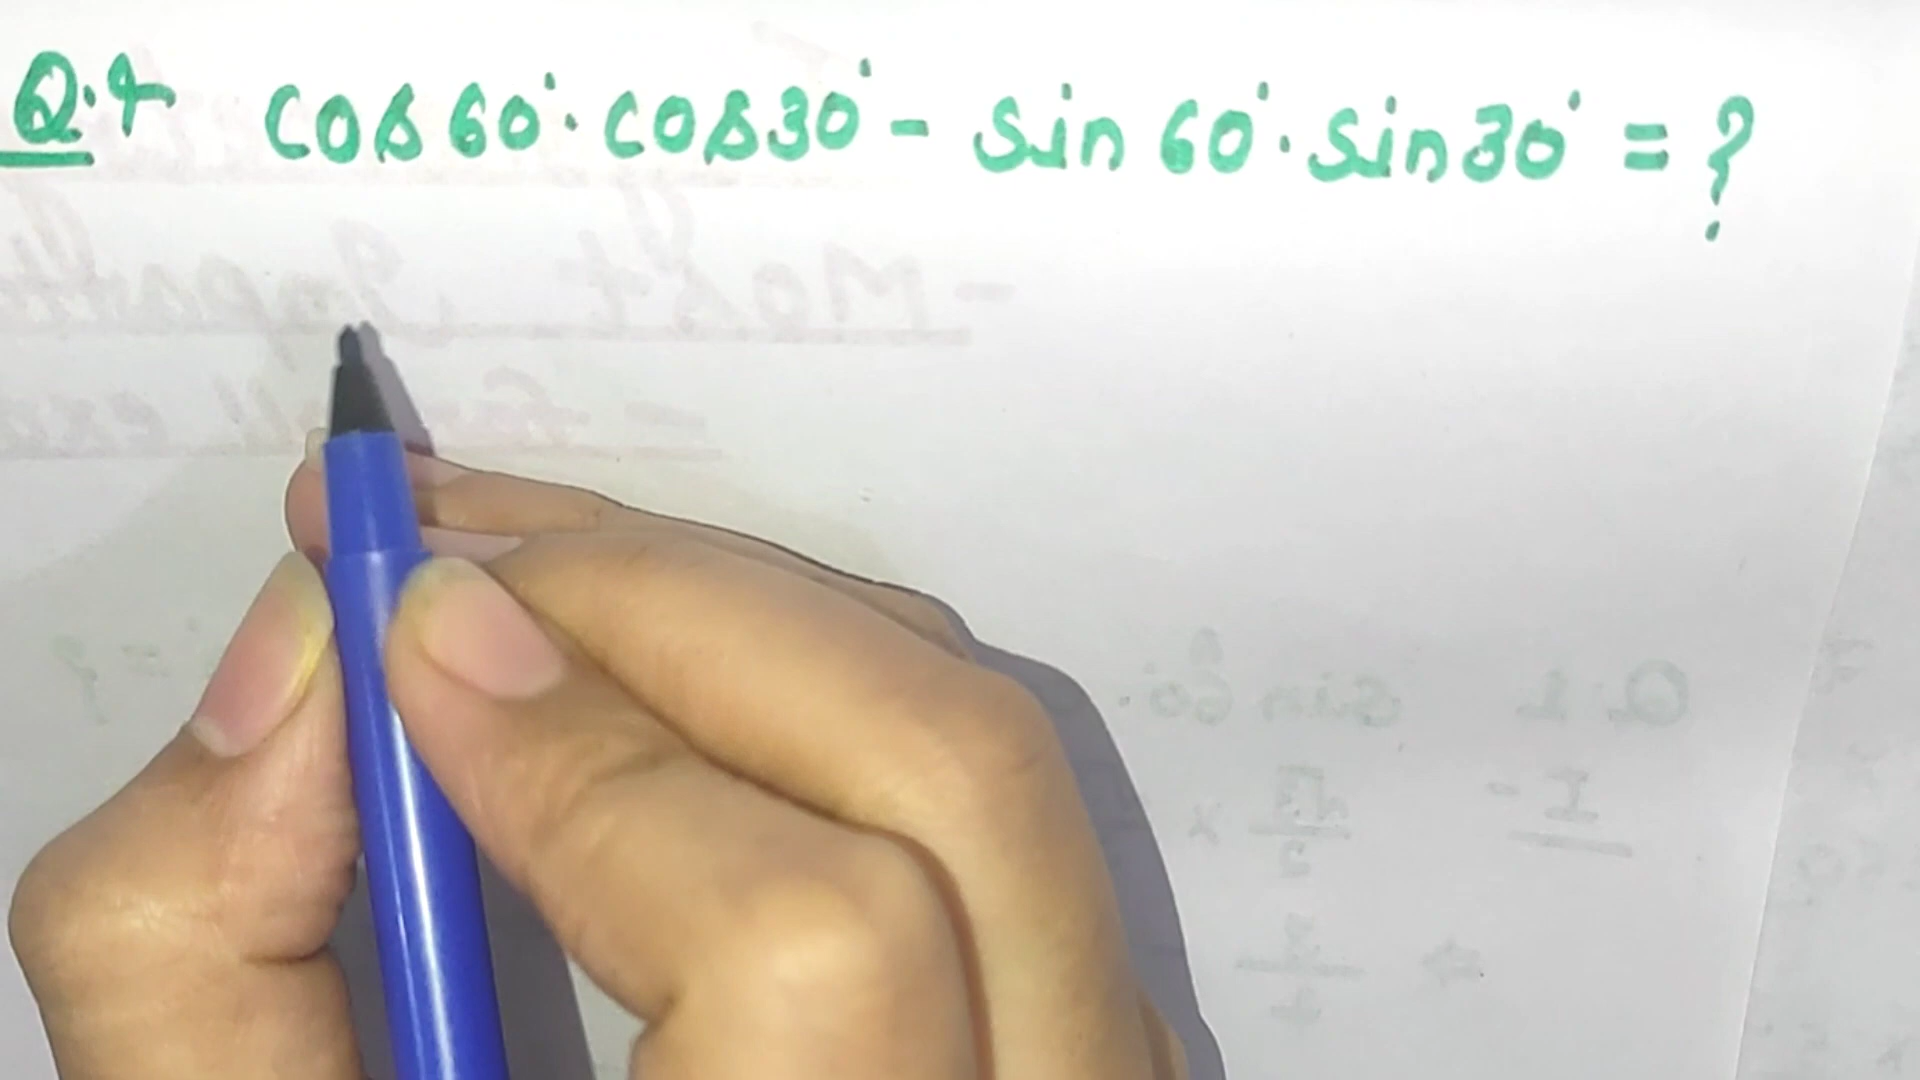 Q.4 cos 60°. cos 30° - sin 60°. sin 30° = ?